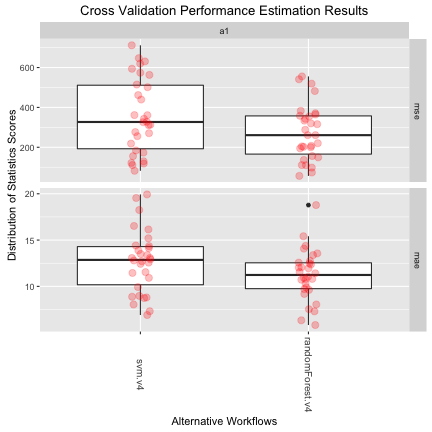 Cross Validation Performance Estimation Results
a1
600
400
200
mse
20
15
10
mae
Distribution of Statistics Scores
svm.v4
randomForest.v4
Alternative Workflows